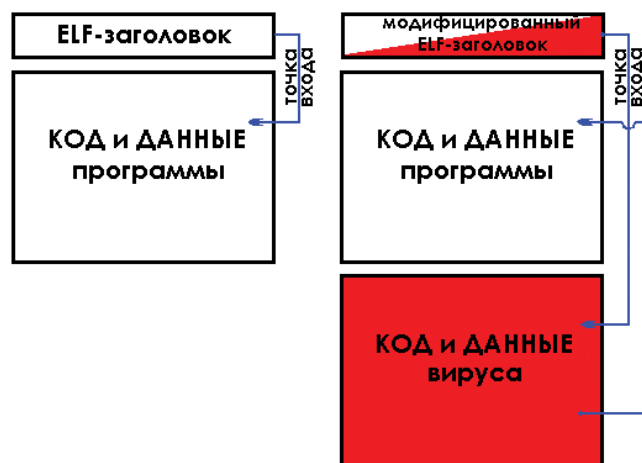 ELF-заголовок
точка
входа
КОД и ДАННЫЕ
программы
модифицированный
ELF-заголовок
точка
входа
КОД и ДАННЫЕ
программы
КОД и ДАННЫЕ
вируса